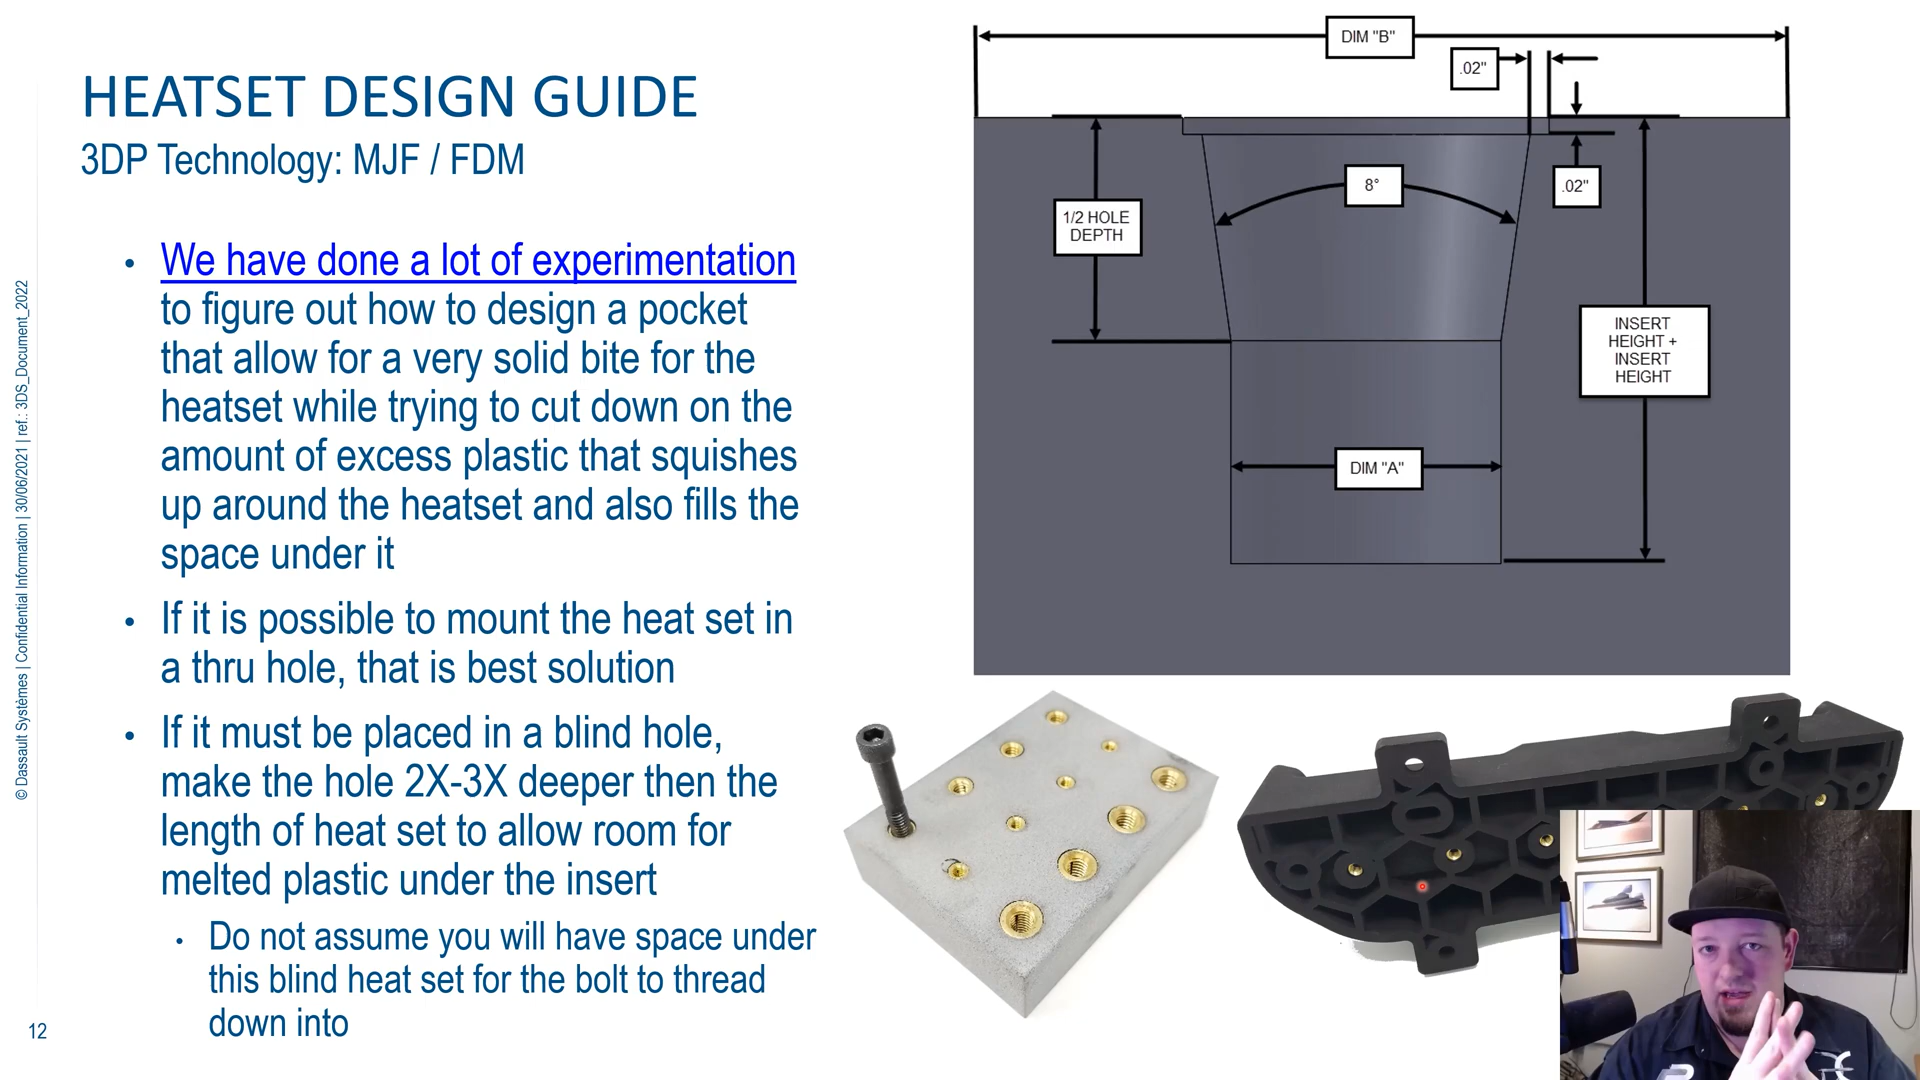 HEATSET DESIGN GUIDE
3DP Technology: MJF / FDM
• We have done a lot of experimentation
to figure out how to design a pocket
that allow for a very solid bite for the
heatset while trying to cut down on the
amount of excess plastic that squishes
up around the heatset and also fills the
space under it
• If it is possible to mount the heat set in
a thru hole, that is best solution
• If it must be placed in a blind hole,
make the hole 2X-3X deeper then the
length of heat set to allow room for
melted plastic under the insert
• Do not assume you will have space under
this blind heat set for the bolt to thread
down into
© Dassault Systèmes | Confidential Information | 30/06/2021 | ref.: 3DS_Document_2022
12
DIM "B"
.02"
8°
.02"
1/2 HOLE
DEPTH
INSERT
HEIGHT +
INSERT
HEIGHT
DIM "A"